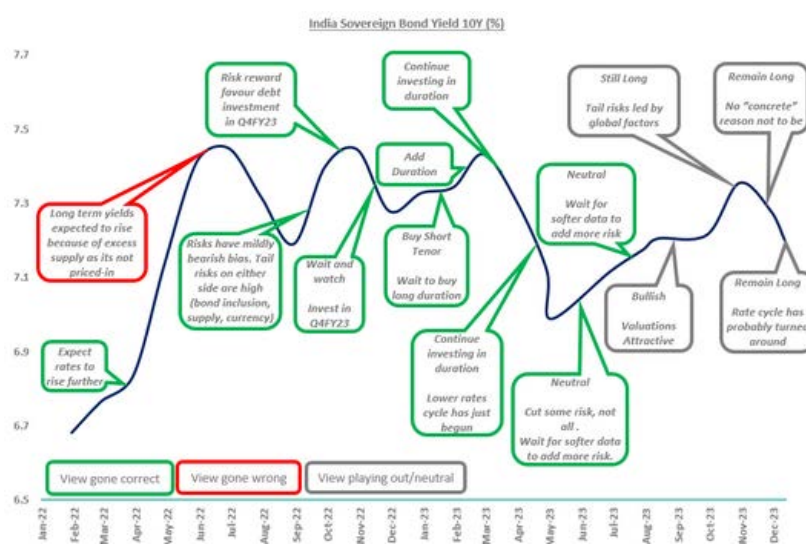 India Sovereign Bond Yield 10Y (%)
7.7
7.5
7.3
7.1
6.9
6.7
6.5
Expect
rates to
rise further
Long term yields
expected to rise
because of excess
supply as its not
priced-in
Risks have mildly
bearish bias. Tail
risks on either
side are high
(bond inclusion,
supply, currency)
Risk reward
favour debt
investment
in Q4FY23
Wait and
watch
Invest in
Q4FY23
Add
Duration
Buy Short
Tenor
Wait to buy
long duration
Continue
investing in
duration
Continue
investing in
duration
Lower rates
cycle has just
begun
Neutral
Cut some risk, not
all .
Wait for softer data
to add more risk.
Neutral
Wait for
softer data to
add more risk
Bullish
Valuations
Attractive
Still Long
Tail risks led by
global factors
Remain Long
No "concrete"
reason not to be
Remain Long
Rate cycle has
probably turned
around
View gone correct
View gone wrong
View playing out/neutral
Jan-22
Feb-22
Mar-22
Apr-22
May-22
Jun-22
Jul-22
Aug-22
Sep-22
Oct-22
Nov-22
Dec-22
Jan-23
Feb-23
Mar-23
Apr-23
May-23
Jun-23
Jul-23
Aug-23
Sep-23
Oct-23
Nov-23
Dec-23